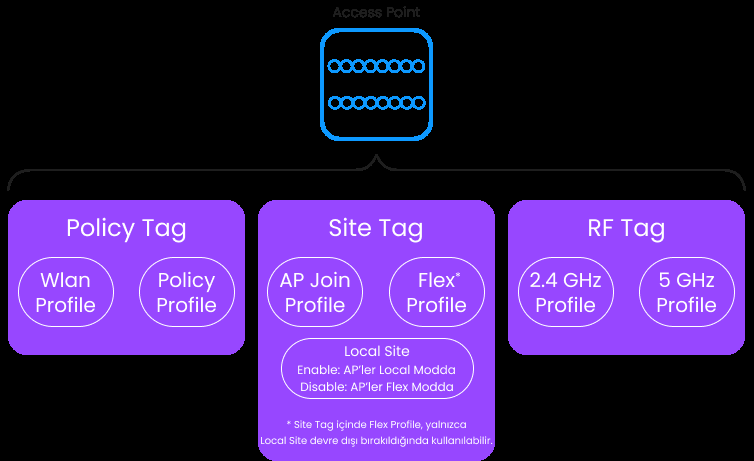 Access Point
Policy Tag
Wlan
Profile
Policy
Profile
Site Tag
AP Join
Profile
Flex*
Profile
Local Site
Enable: AP'ler Local Modda
Disable: AP'ler Flex Modda
* Site Tag içinde Flex Profile, yalnızca
Local Site devre dışı bırakıldığında kullanılabilir.
RF Tag
2.4 GHz
Profile
5 GHz
Profile